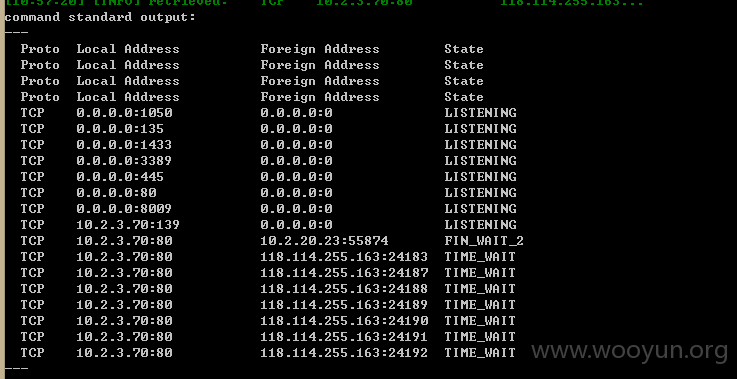 [10:57:20] [INFO] retrieved:    TCP    10.2.3.70:80           118.114.255.163...
command standard output:
---
  Proto  Local Address          Foreign Address        State
  Proto  Local Address          Foreign Address        State
  Proto  Local Address          Foreign Address        State
  Proto  Local Address          Foreign Address        State
  TCP    0.0.0.0:1050           0.0.0.0:0              LISTENING
  TCP    0.0.0.0:135            0.0.0.0:0              LISTENING
  TCP    0.0.0.0:1433           0.0.0.0:0              LISTENING
  TCP    0.0.0.0:3389           0.0.0.0:0              LISTENING
  TCP    0.0.0.0:445            0.0.0.0:0              LISTENING
  TCP    0.0.0.0:80             0.0.0.0:0              LISTENING
  TCP    0.0.0.0:8009           0.0.0.0:0              LISTENING
  TCP    10.2.3.70:139          0.0.0.0:0              LISTENING
  TCP    10.2.3.70:80           10.2.20.23:55874       FIN_WAIT_2
  TCP    10.2.3.70:80           118.114.255.163:24183  TIME_WAIT
  TCP    10.2.3.70:80           118.114.255.163:24187  TIME_WAIT
  TCP    10.2.3.70:80           118.114.255.163:24188  TIME_WAIT
  TCP    10.2.3.70:80           118.114.255.163:24189  TIME_WAIT
  TCP    10.2.3.70:80           118.114.255.163:24190  TIME_WAIT
  TCP    10.2.3.70:80           118.114.255.163:24191  TIME_WAIT
  TCP    10.2.3.70:80           118.114.255.163:24192  TIME_WAIT
www.wooyun.org
---